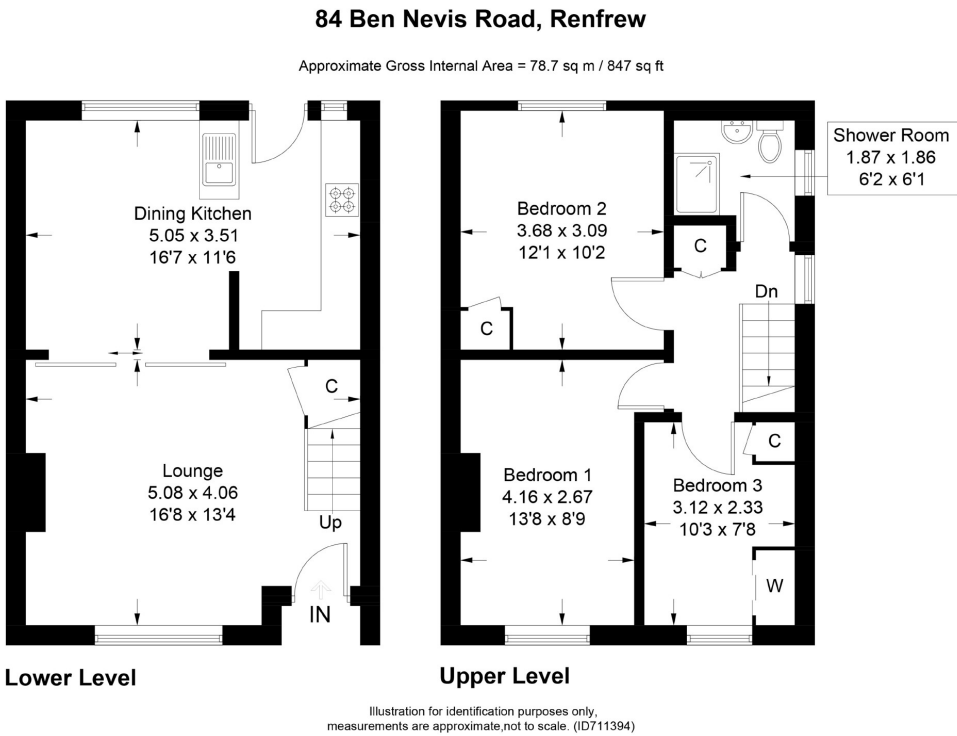 84 Ben Nevis Road, Renfrew
Approximate Gross Internal Area = 78.7 sq m / 847 sq ft
Dining Kitchen
5.05 x 3.51
16'7 x 11'6
C
Lounge
5.08 x 4.06
16'8 x 13'4
Up
IN
Lower Level
Shower Room
1.87 x 1.86
6'2 x 6'1
Bedroom 2
3.68 x 3.09
12'1 x 10'2
C
Dn
C
Bedroom 1
4.16 x 2.67
13'8 x 8'9
C
Bedroom 3
3.12 x 2.33
10'3 x 7'8
W
Upper Level
Illustration for identification purposes only,
measurements are approximate,not to scale. (ID711394)